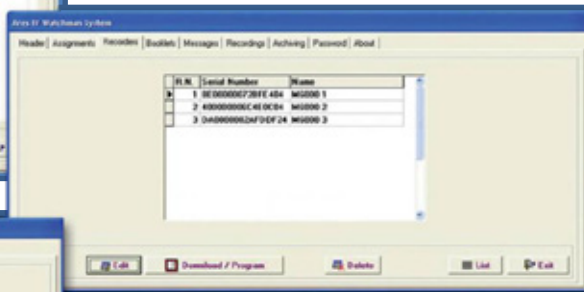 Ares IV Watchman System
Header Assignments Recorders Booklets Messages Recordings Archiving Password About
R.N. Serial Number Name
1 MG000 1
2 MG000 2
3 MG000 3
Edit Download / Program Delete List Exit